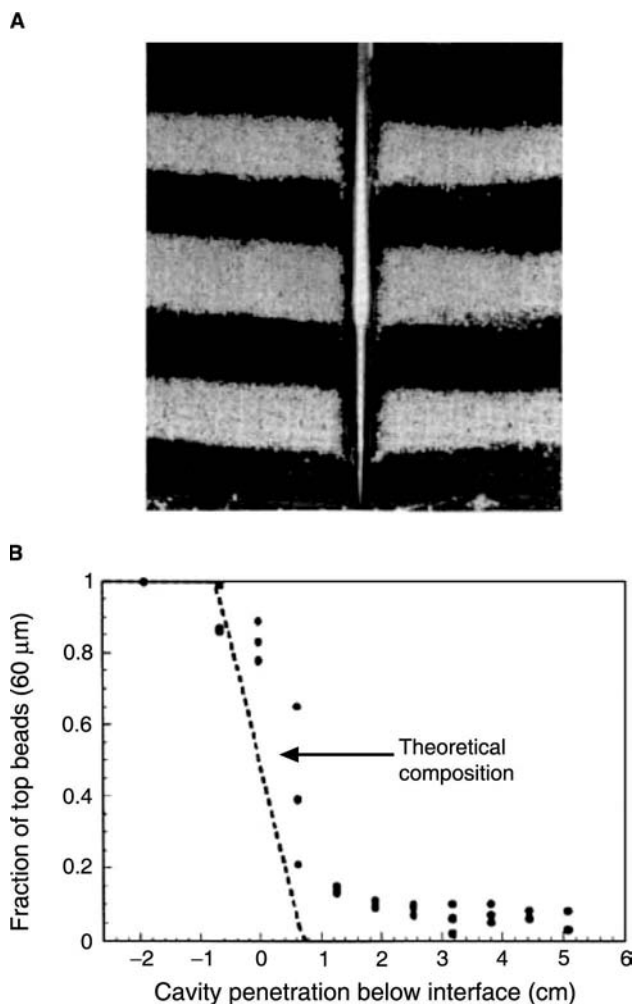 A
B
Fraction of top beads (60 μm)
1
0.8
0.6
0.4
0.2
0
Theoretical
composition
−2
−1
0
1
2
3
4
5
6
Cavity penetration below interface (cm)